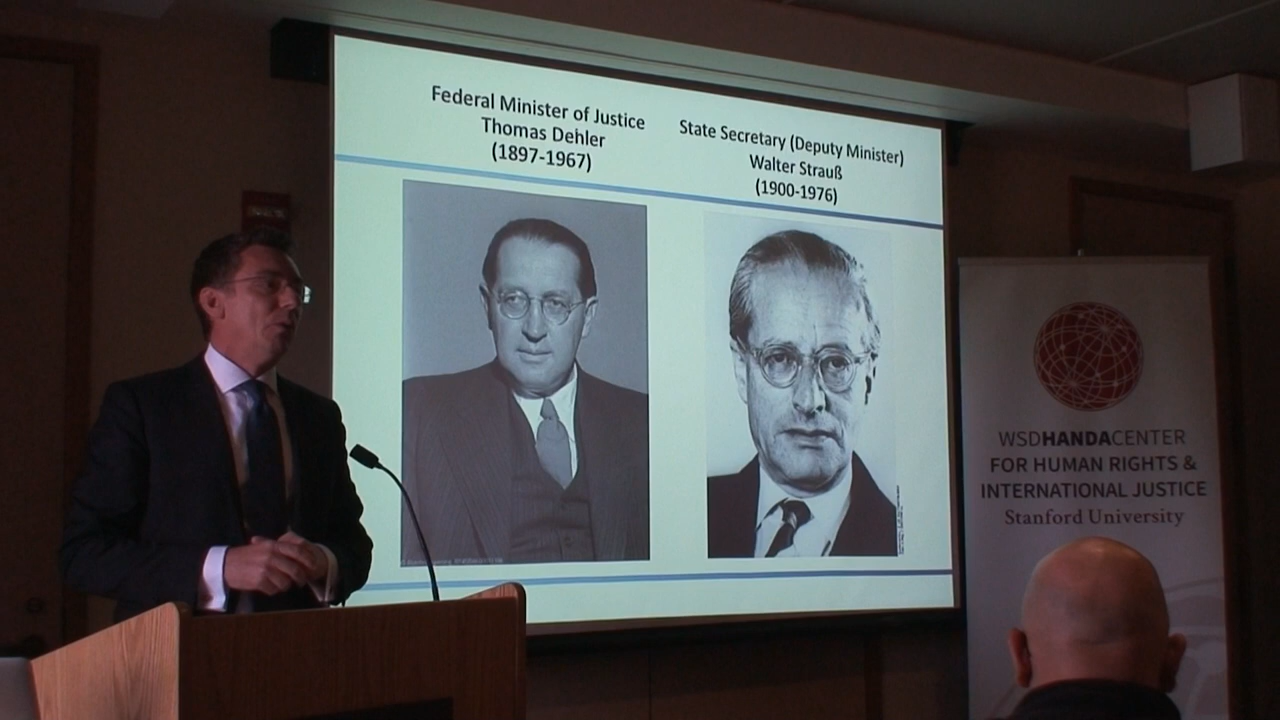 Federal Minister of Justice
Thomas Dehler
(1897-1967)
State Secretary (Deputy Minister)
Walter Strauß
(1900-1976)
WSDHANDACENTER
FOR HUMAN RIGHTS &
INTERNATIONAL JUSTICE
Stanford University